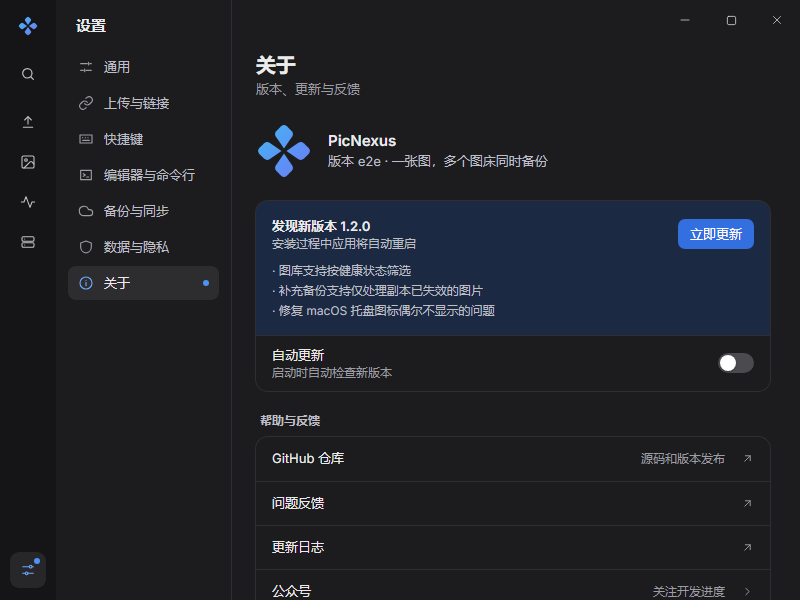 设置
通用
上传与链接
快捷键
编辑器与命令行
备份与同步
数据与隐私
关于
关于
版本、更新与反馈
PicNexus
版本 e2e · 一张图，多个图床同时备份
发现新版本 1.2.0
安装过程中应用将自动重启
立即更新
· 图库支持按健康状态筛选
· 补充备份支持仅处理副本已失效的图片
· 修复 macOS 托盘图标偶尔不显示的问题
自动更新
启动时自动检查新版本
帮助与反馈
GitHub 仓库 源码和版本发布
问题反馈
更新日志
公众号 关注开发进度